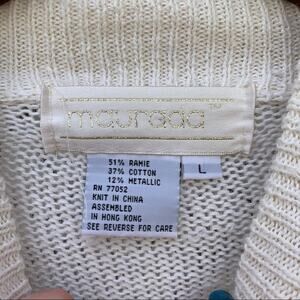 maurada™
51% RAMIE
37% COTTON
12% METALLIC
RN 77052
KNIT IN CHINA
ASSEMBLED
IN HONG KONG
SEE REVERSE FOR CARE
L